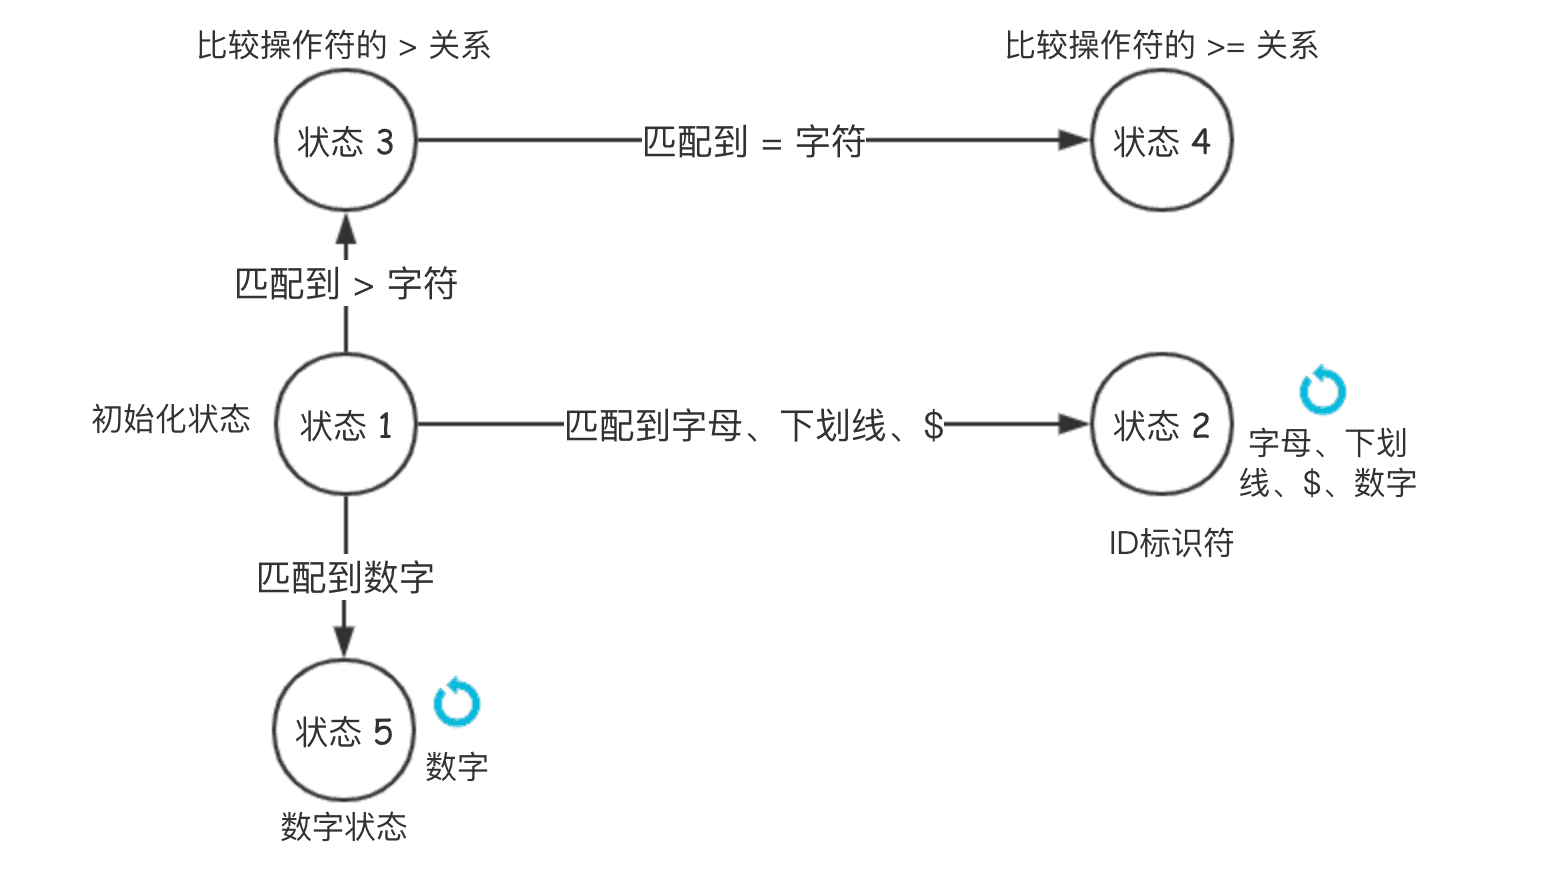 比较操作符的 > 关系
比较操作符的 >= 关系
状态 3
匹配到 = 字符
状态 4
匹配到 > 字符
初始化状态
状态 1
匹配到字母、下划线、$
状态 2
字母、下划
线、$、数字
ID标识符
匹配到数字
状态 5
数字
数字状态